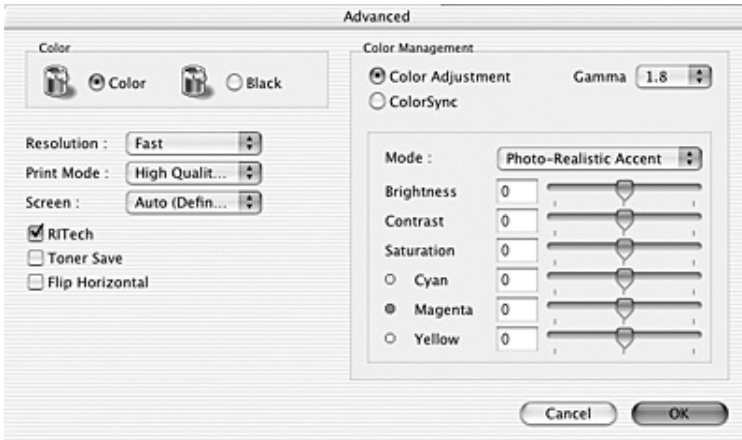 Advanced
Color
Color
Black
Resolution :
Fast
Print Mode :
High Qualit...
Screen :
Auto (Defin...
RITech
Toner Save
Flip Horizontal
Color Management
Color Adjustment
Gamma
1.8
ColorSync
Mode :
Photo-Realistic Accent
Brightness
0
Contrast
0
Saturation
0
Cyan
0
Magenta
0
Yellow
0
Cancel
OK